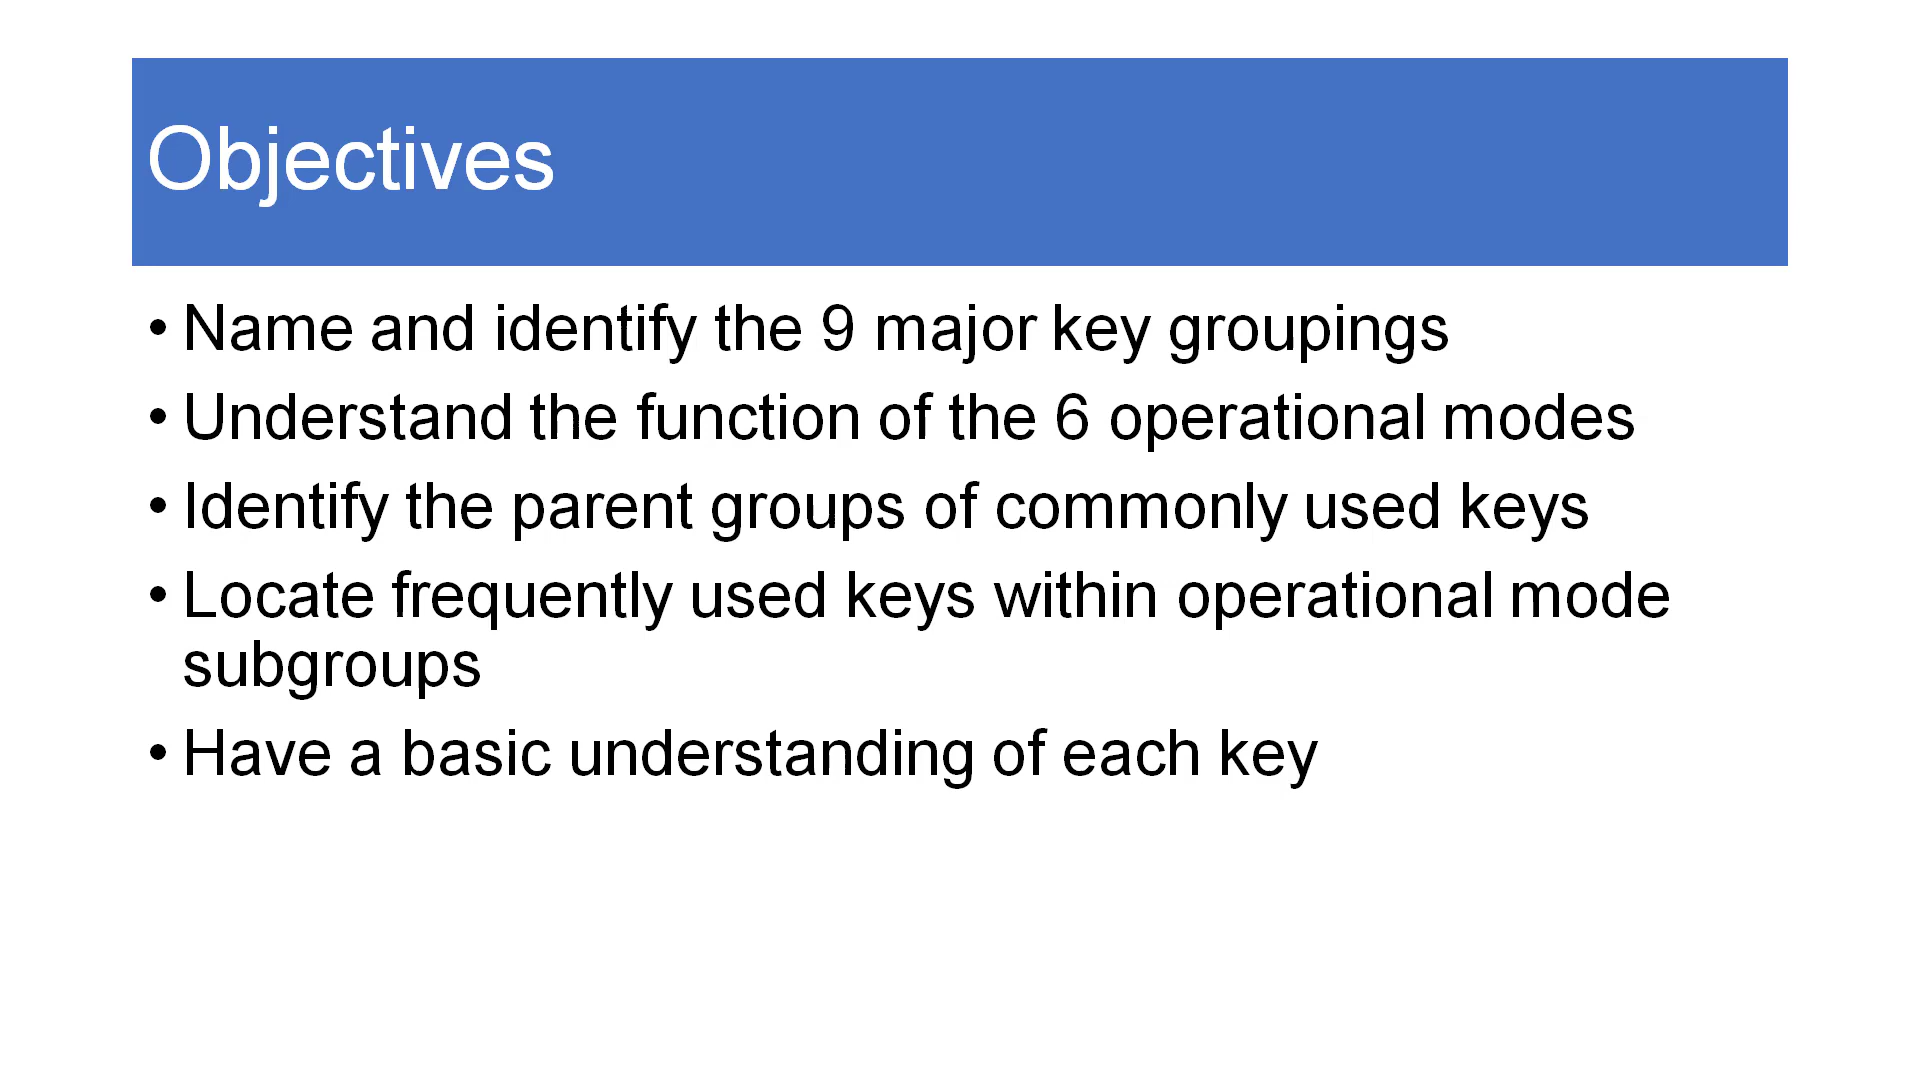 Objectives
• Name and identify the 9 major key groupings
• Understand the function of the 6 operational modes
• Identify the parent groups of commonly used keys
• Locate frequently used keys within operational mode
subgroups
• Have a basic understanding of each key